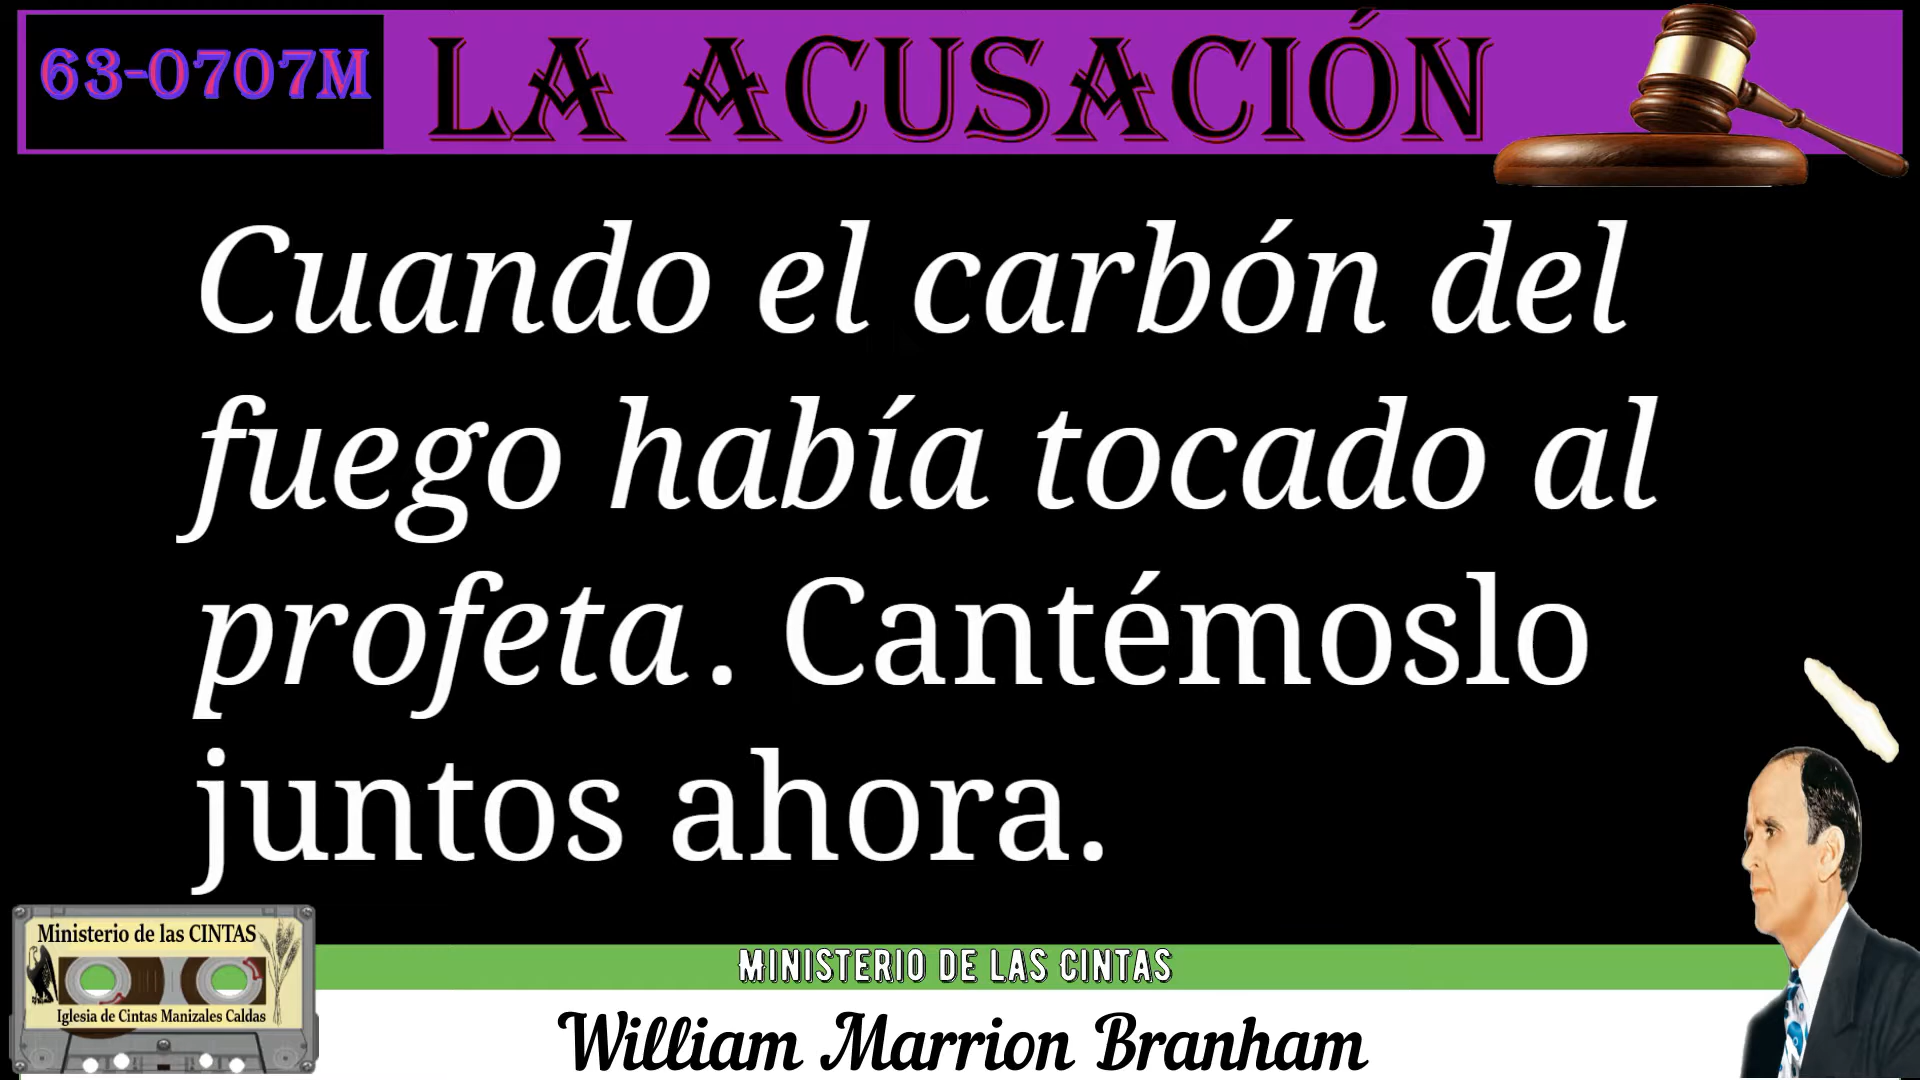 63-0707M
LA ACUSACIÓN
Cuando el carbón del
fuego había tocado al
profeta. Cantémoslo
juntos ahora.
Ministerio de las CINTAS
Iglesia de Cintas Manizales Caldas
MINISTERIO DE LAS CINTAS
William Marrion Branham